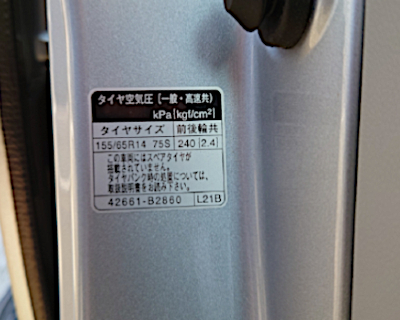 タイヤ空気圧 [一般・高速共]
kPa[kgf/cm²]
タイヤサイズ 前後輪共
155/65R14 75S 240 [2.4]
この車両にはスペアタイヤが
搭載されていません。
タイヤパンク時の処置については、
取扱説明書をお読み下さい。
42661-B2860 L21B